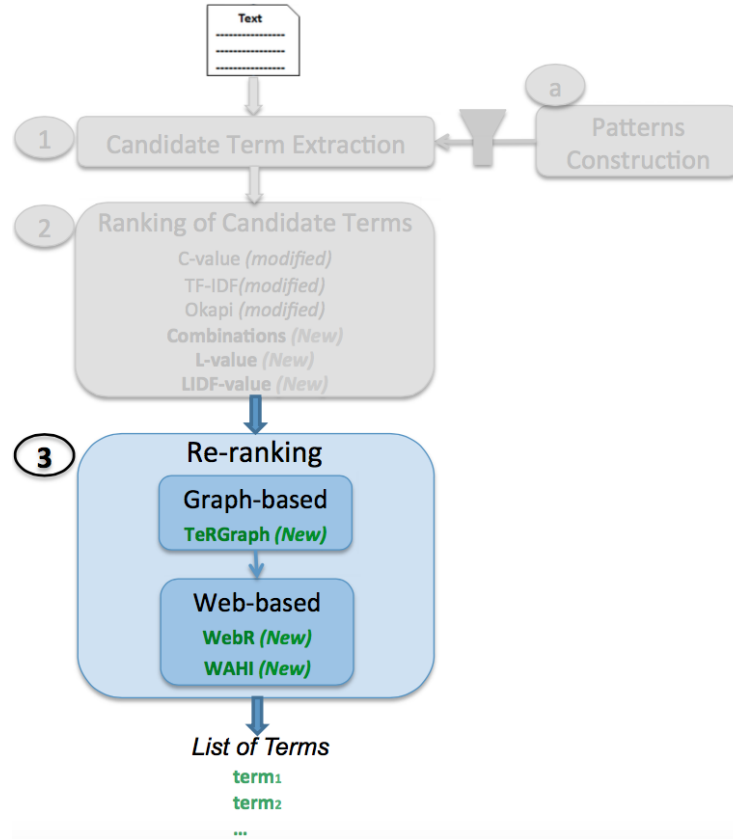 Text
a
1
Candidate Term Extraction
Patterns
Construction
2
Ranking of Candidate Terms
C-value (modified)
TF-IDF(modified)
Okapi (modified)
Combinations (New)
L-value (New)
LIDF-value (New)
3
Re-ranking
Graph-based
TeRGraph (New)
Web-based
WebR (New)
WAHI (New)
List of Terms
term₁
term₂
...